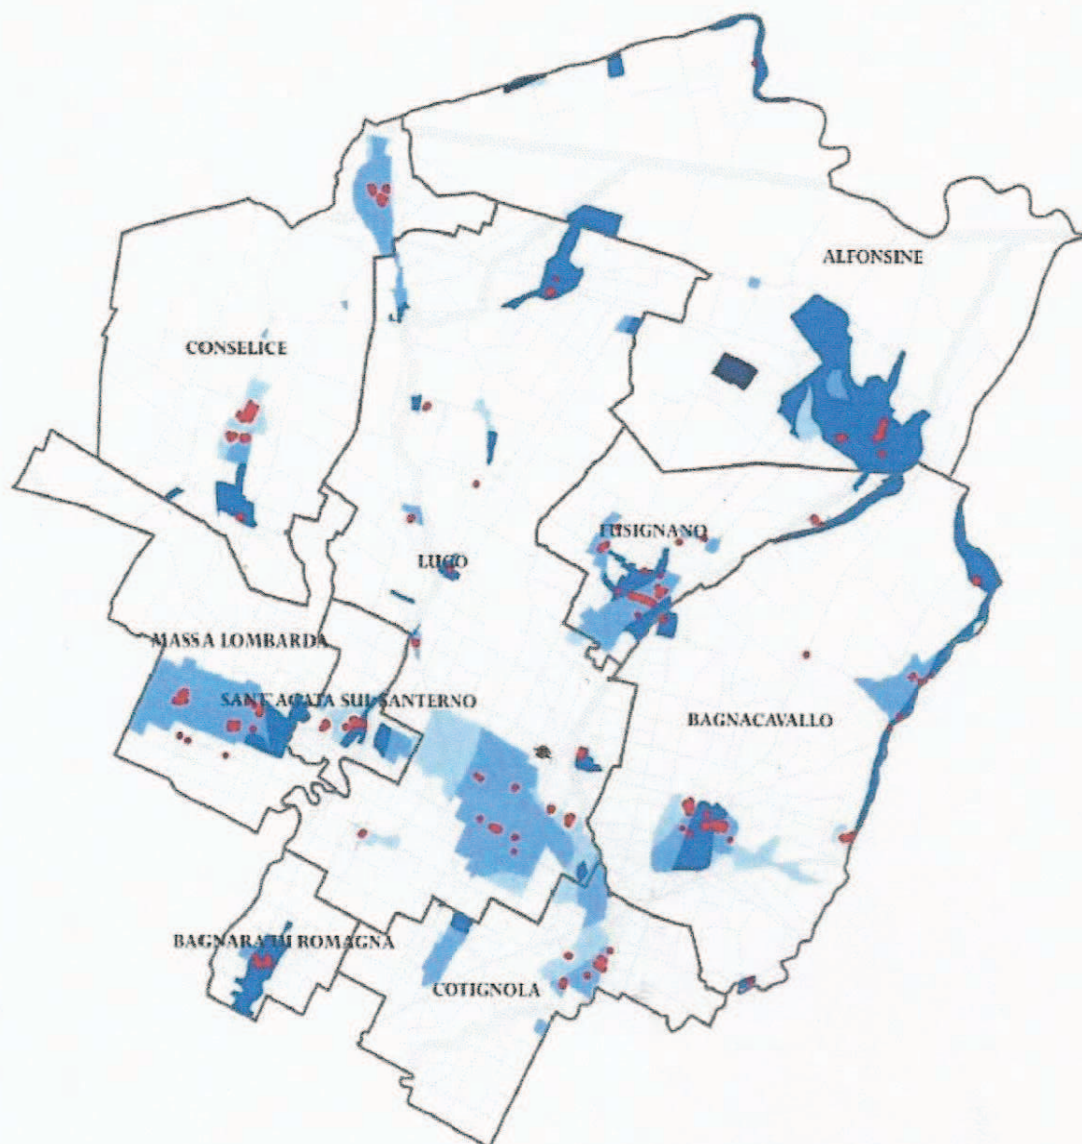 ALFONSINE
CONSELICE
FUSIGNANO
LUGO
MASSA LOMBARDA
SANT'AGATA SUL SANTERNO
BAGNACAVALLO
BAGNARA DI ROMAGNA
COTIGNOLA